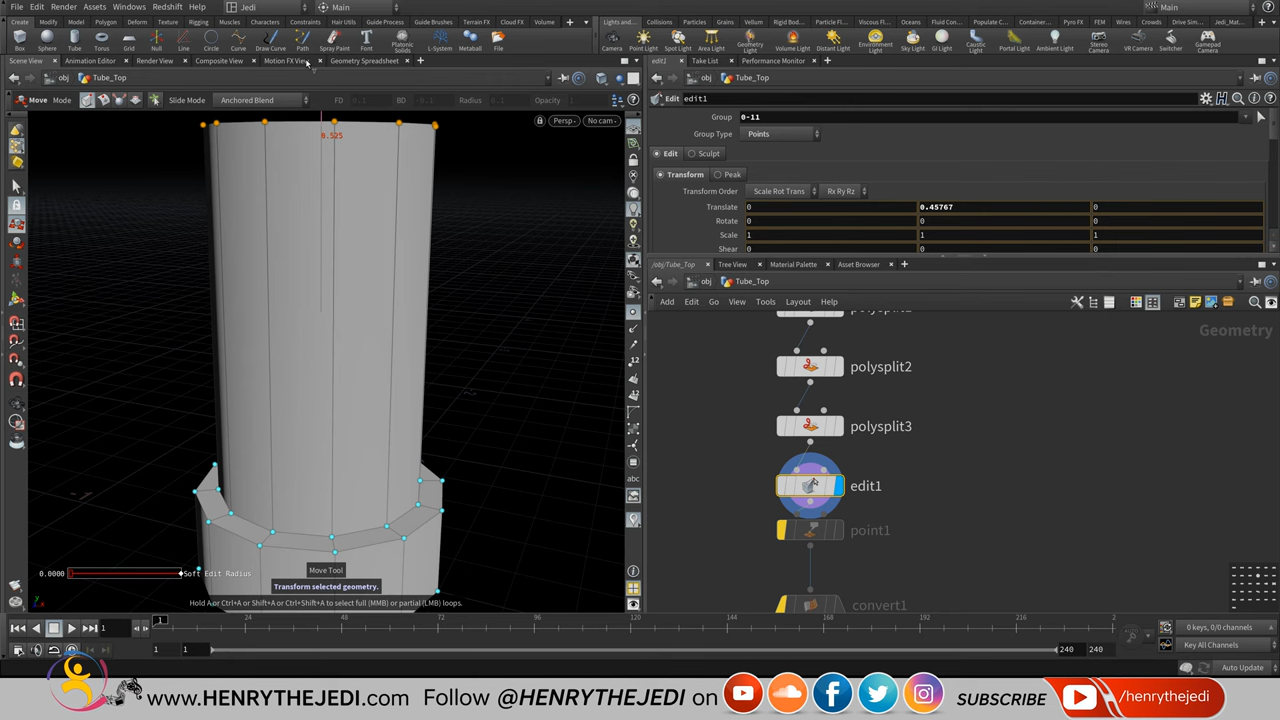 File Edit Render Assets Windows Redshift Help Jedi Main
Create Modify Model Polygon Deform Texture Rigging Muscles Characters Constraints Hair Utils Guide Process Guide Brushes Terrain FX Cloud FX Volume
Lights and... Collisions Particles Grains Vellum Rigid Bod... Particle Fl... Viscous Fl... Oceans Fluid Con... Populate C... Container... Pyro FX FEM Wires Crowds Drive Sim... Jedi_Mat...
Box Sphere Tube Torus Grid Null Line Circle Curve Draw Curve Path Spray Paint Font Platonic Solids L-System Metaball File
Camera Point Light Spot Light Area Light Geometry Light Volume Light Distant Light Environment Light Sky Light GI Light Caustic Light Portal Light Ambient Light Stereo Camera VR Camera Switcher Gamepad Camera
Scene View Animation Editor Render View Composite View Motion FX View Geometry Spreadsheet
edit1 Take List Performance Monitor
obj Tube_Top
obj Tube_Top
Move Mode Slide Mode Anchored Blend FD 0.1 BD -0.1 Radius 0.1 Opacity 1
Edit edit1
Persp No cam
Group 0-11
Group Type Points
0.525
Edit Sculpt
Transform Peak
Transform Order Scale Rot Trans Rx Ry Rz
Translate 0 0.45767 0
Rotate 0 0 0
Scale 1 1 1
Shear 0 0 0
/obj/Tube_Top Tree View Material Palette Asset Browser
obj Tube_Top
Add Edit Go View Tools Layout Help
Geometry
polysplit2
polysplit3
edit1
point1
convert1
12
12
abc
0.0000 Soft Edit Radius
Move Tool
Transform selected geometry.
Hold A or Ctrl+A or Shift+A or Ctrl+Shift+A to select full (MMB) or partial (LMB) loops.
1 1 24 48 72 96 120 144 168 192 216 2
0 keys, 0/0 channels
1 1 240 240 Key All Channels
Auto Update
www.HENRYTHEJEDI.com Follow @HENRYTHEJEDI on SUBSCRIBE /henrythejedi